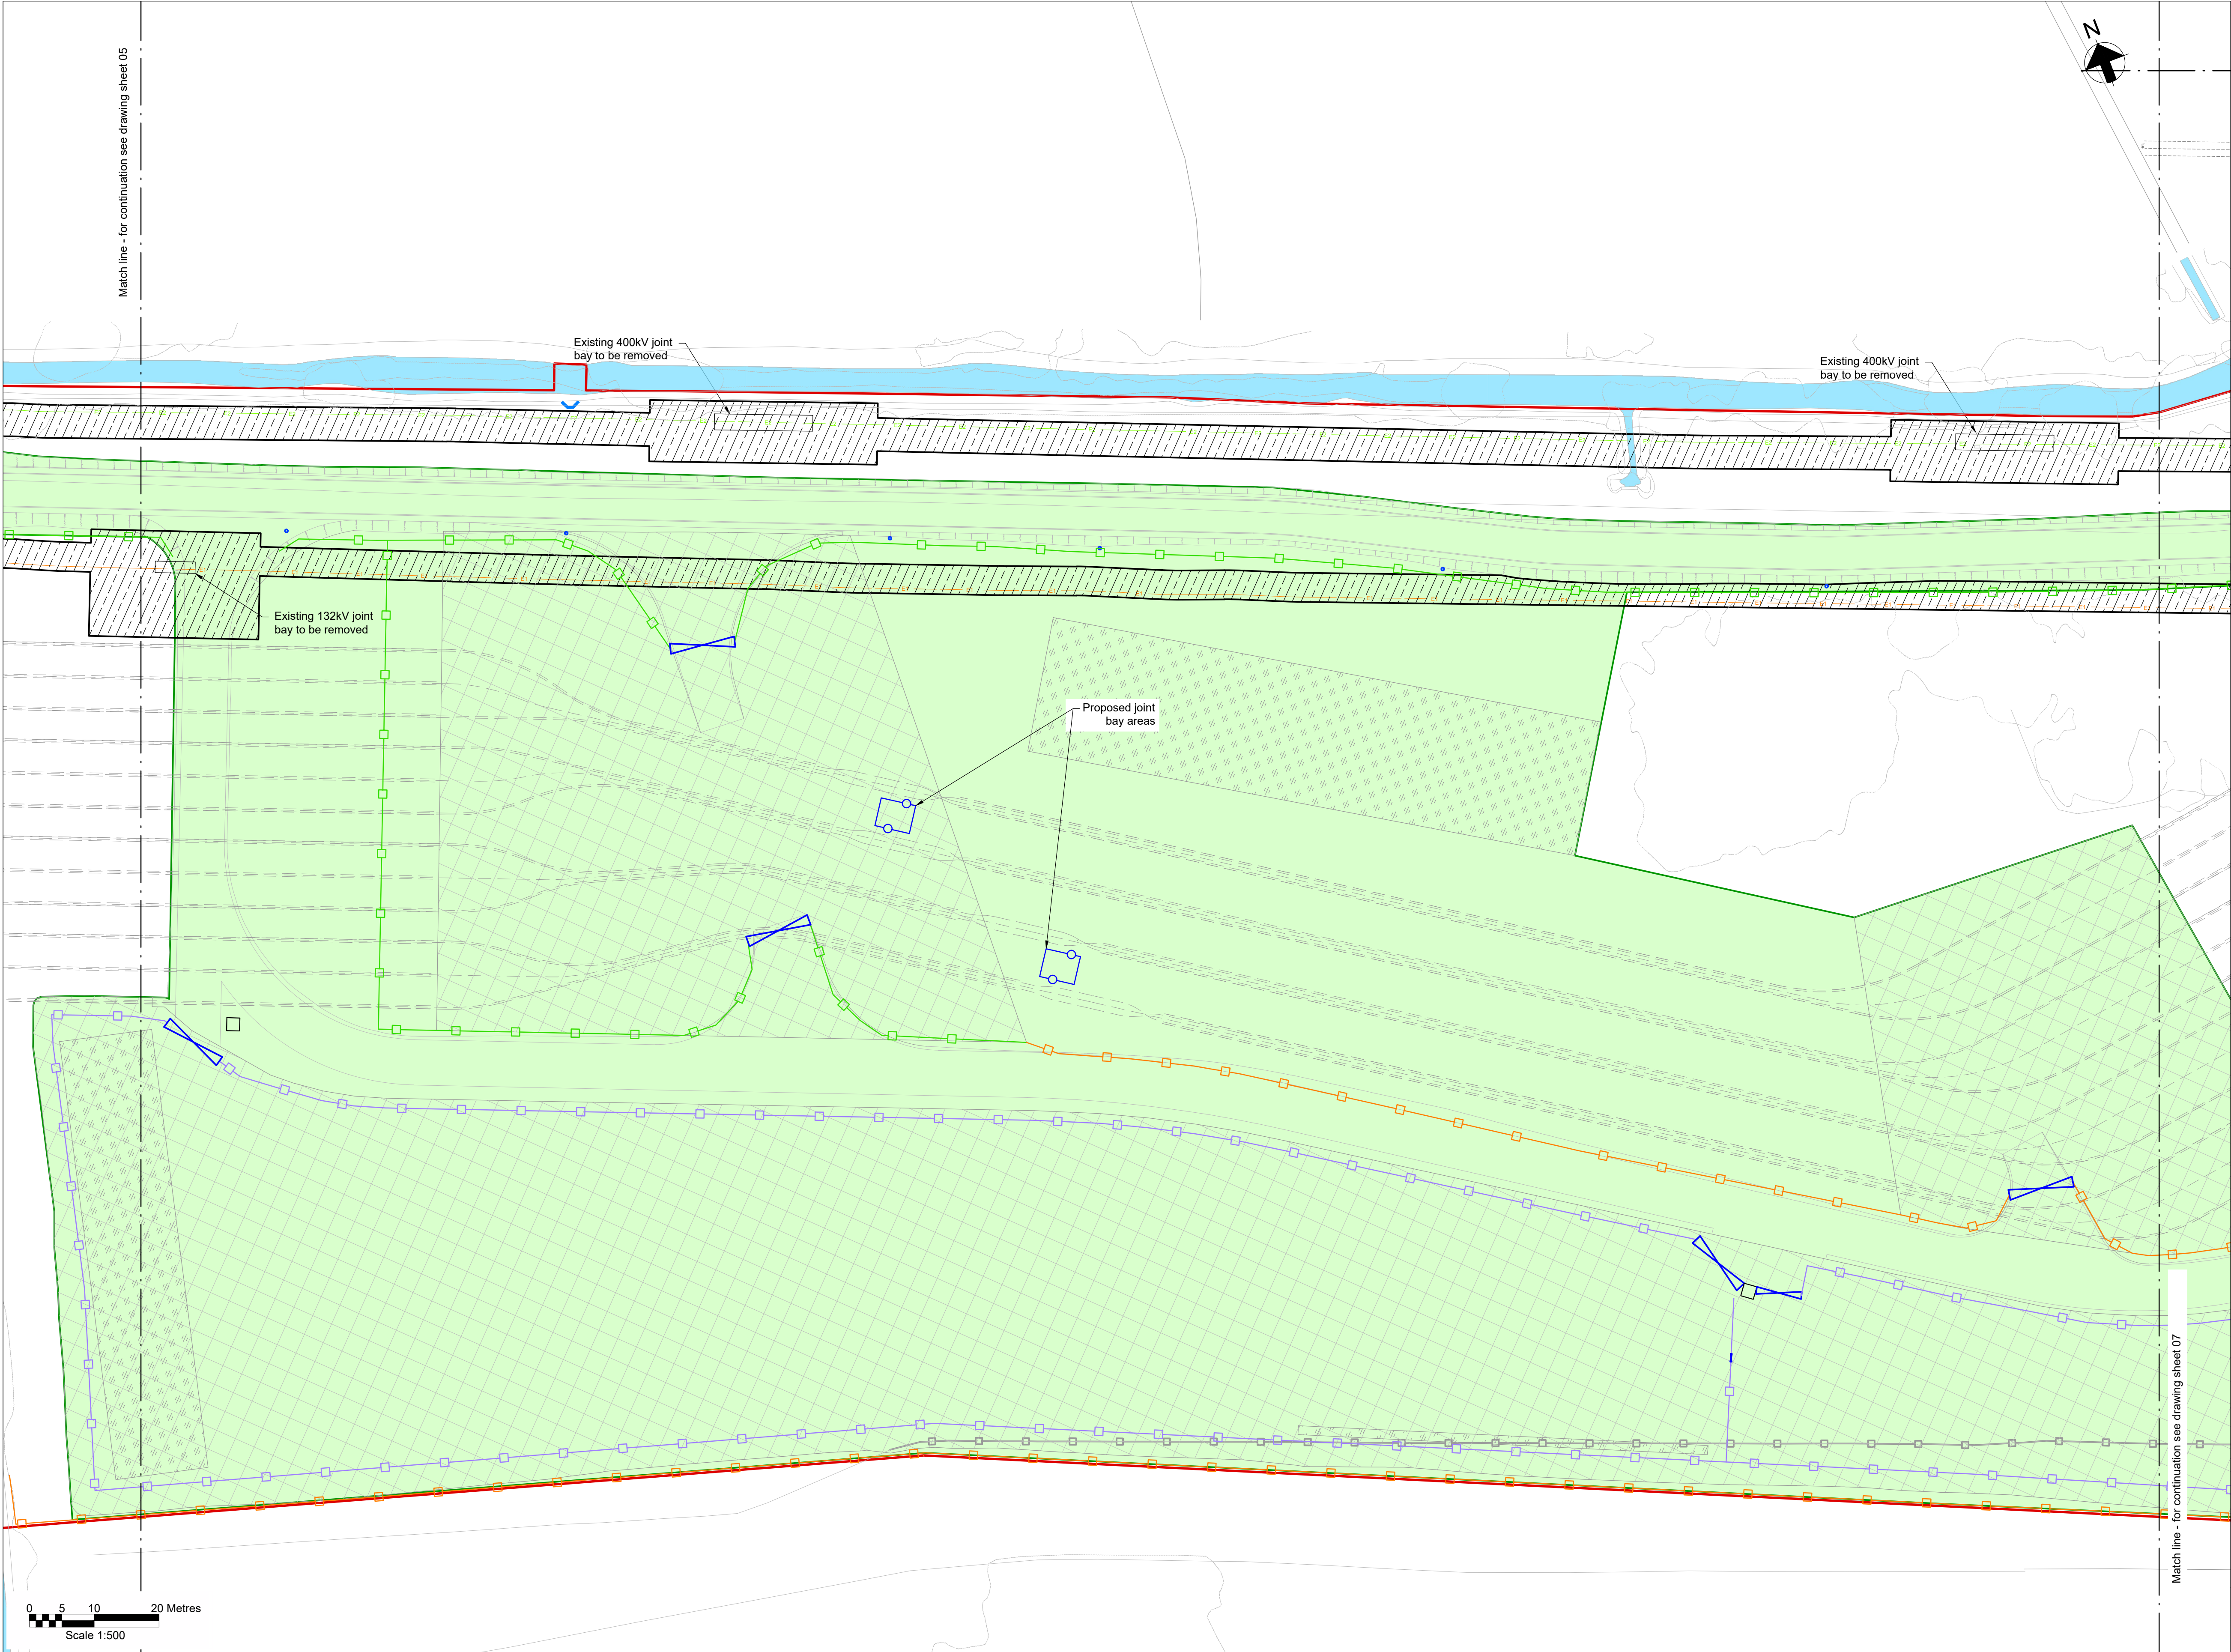 Match line - for continuation see drawing sheet 05
N
Existing 400kV joint
bay to be removed
Existing 400kV joint
bay to be removed
Existing 132kV joint
bay to be removed
Proposed joint
bay areas
Match line - for continuation see drawing sheet 07
0 5 10 20 Metres
Scale 1:500